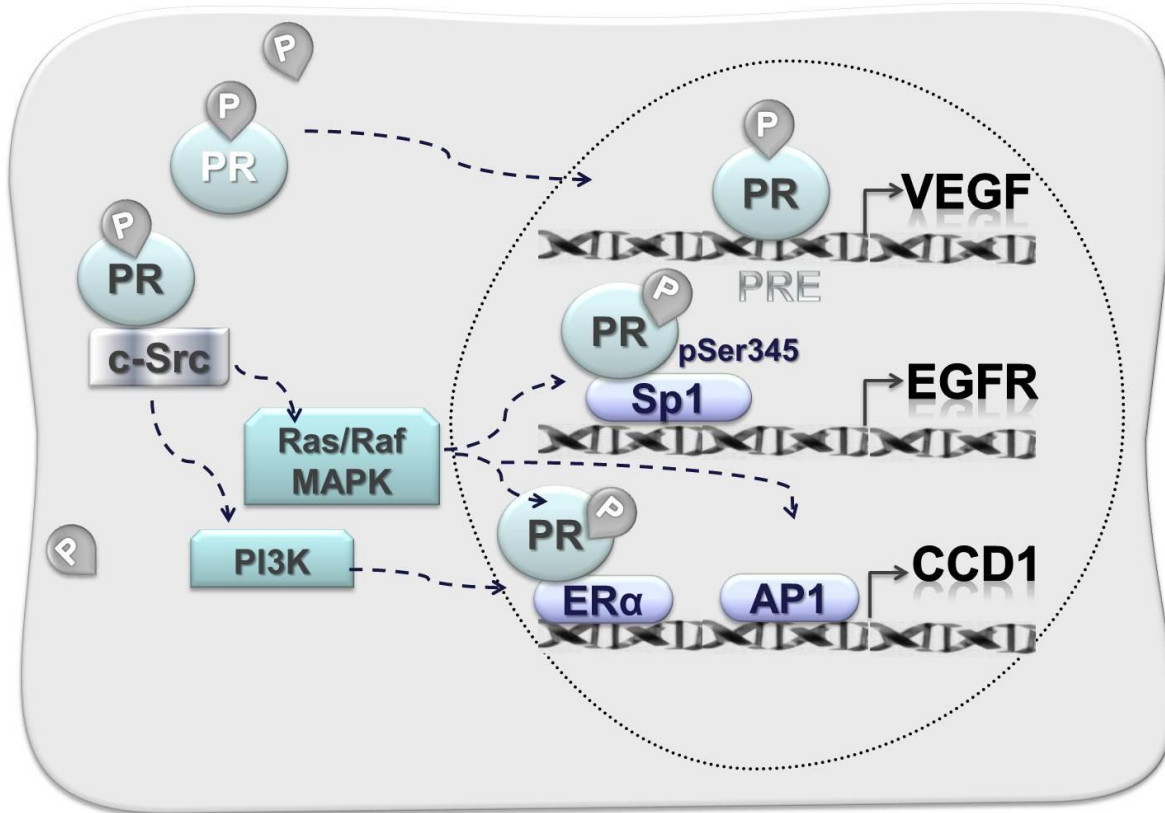 P
P
PR
P
PR
c-Src
Ras/Raf
MAPK
PI3K
P
P
PR
VEGF
PRE
P
PR
pSer345
Sp1
EGFR
P
PR
ERα
AP1
CCD1